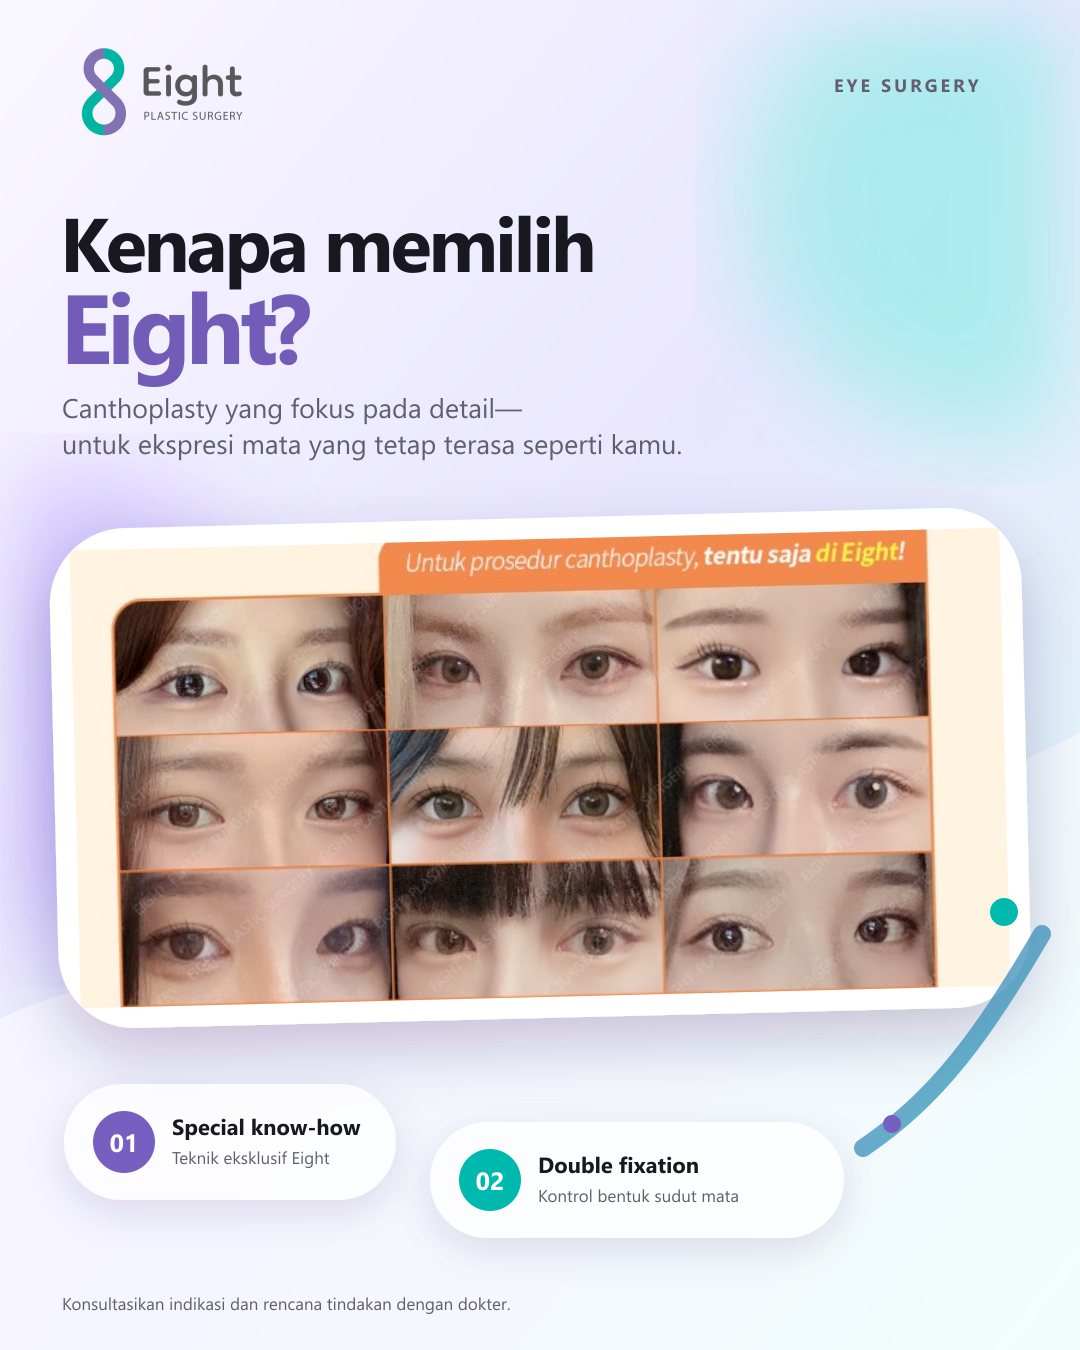 Eight
PLASTIC SURGERY
EYE SURGERY
Kenapa memilih
Eight?
Canthoplasty yang fokus pada detail—
untuk ekspresi mata yang tetap terasa seperti kamu.
Untuk prosedur canthoplasty, tentu saja di Eight!
01
Special know-how
Teknik eksklusif Eight
02
Double fixation
Kontrol bentuk sudut mata
Konsultasikan indikasi dan rencana tindakan dengan dokter.